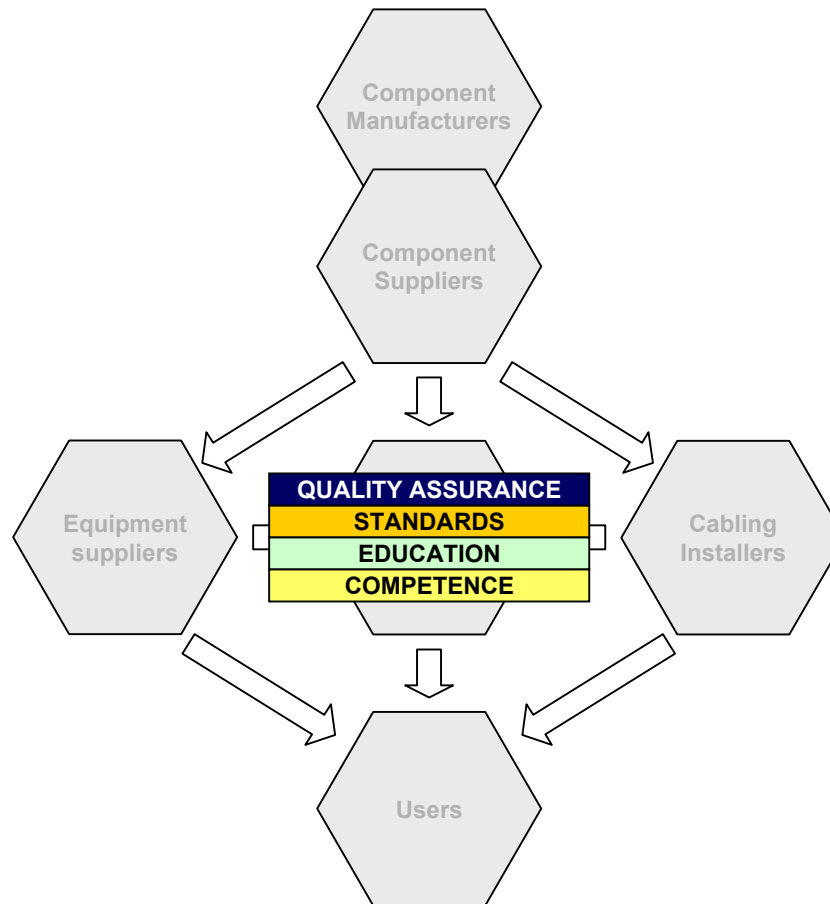 Component
Manufacturers
Component
Suppliers
Equipment
suppliers
QUALITY ASSURANCE
STANDARDS
EDUCATION
COMPETENCE
Cabling
Installers
Users